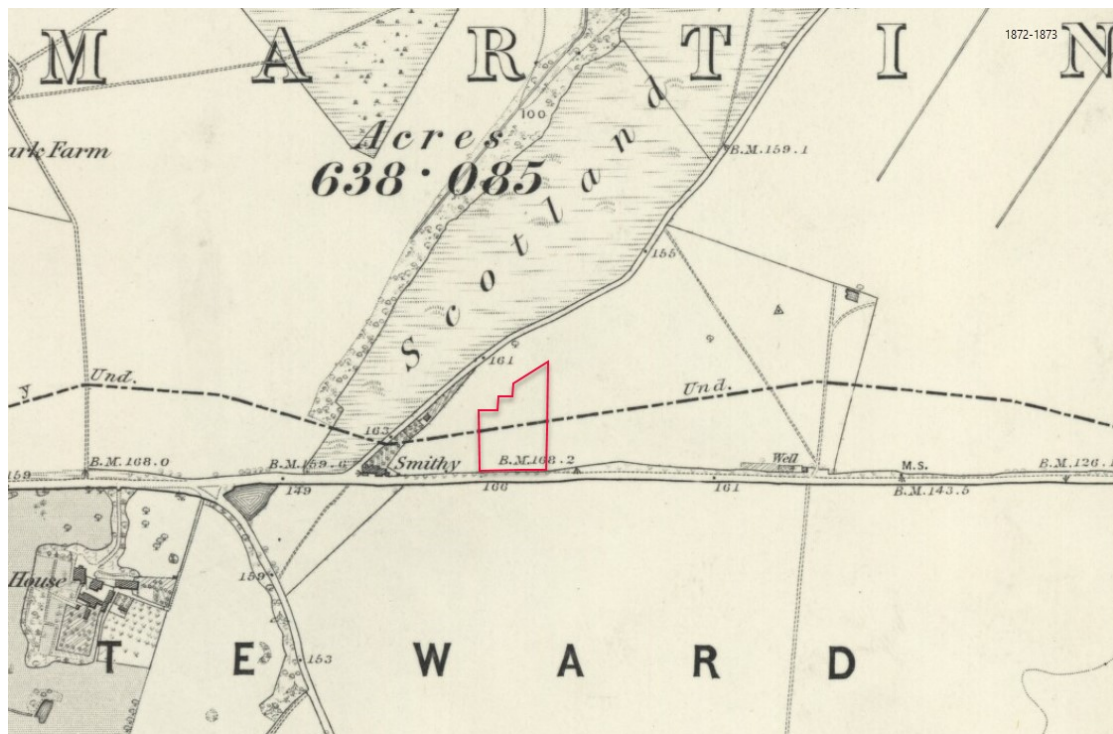 1872-1873
M A R T I N
100
Acres
638·085
ark Farm
B.M.159.1
Scotland
155
161
Und.
Und.
163
B.M.168.0
B.M.159.6
Smithy
B.M.168.2
Well
M.S.
B.M.126.1
159
149
166
161
B.M.143.5
House
159
T E W A R D
153